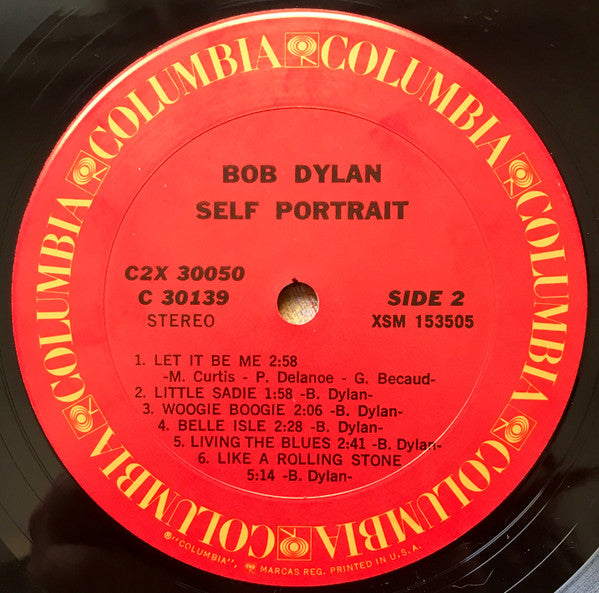 COLUMBIA COLUMBIA COLUMBIA COLUMBIA COLUMBIA COLUMBIA
BOB DYLAN
SELF PORTRAIT
C2X 30050
C 30139 SIDE 2
STEREO XSM 153505
1. LET IT BE ME 2:58
-M. Curtis - P. Delanoe - G. Becaud-
2. LITTLE SADIE 1:58 -B. Dylan-
3. WOOGIE BOOGIE 2:06 -B. Dylan-
4. BELLE ISLE 2:28 -B. Dylan-
5. LIVING THE BLUES 2:41 -B. Dylan-
6. LIKE A ROLLING STONE
5:14 -B. Dylan-
℗"COLUMBIA", MARCAS REG. PRINTED IN U.S.A.